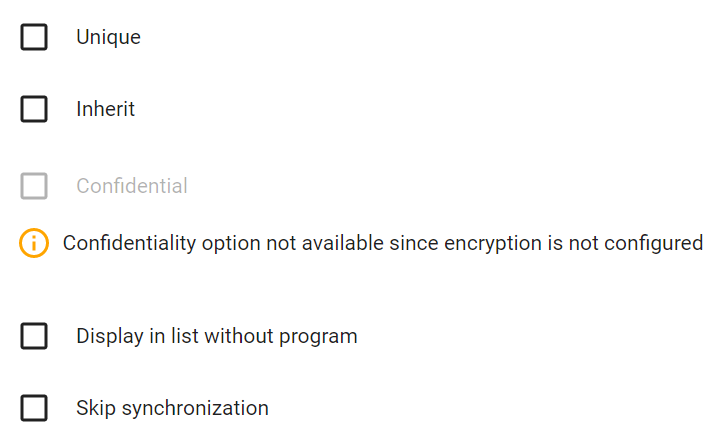 Unique
Inherit
Confidential
Confidentiality option not available since encryption is not configured
Display in list without program
Skip synchronization